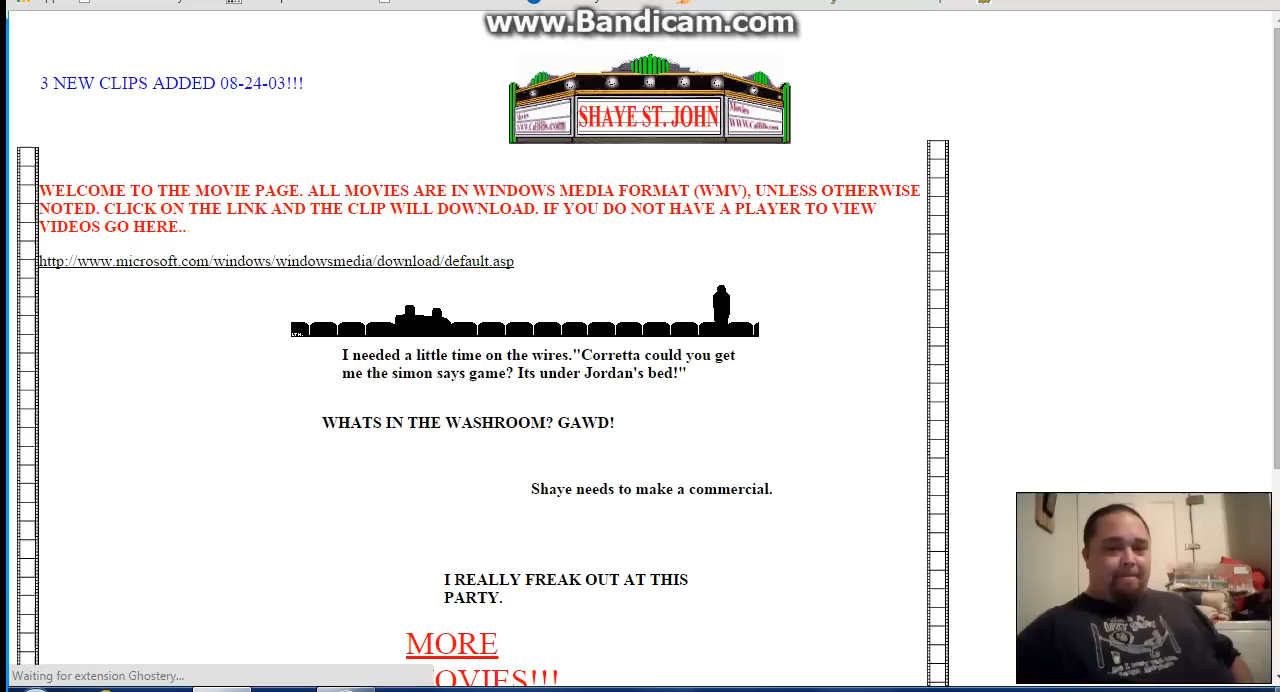 www.Bandicam.com
3 NEW CLIPS ADDED 08-24-03!!!
SHAYE ST. JOHN
Movies
Movies
WELCOME TO THE MOVIE PAGE. ALL MOVIES ARE IN WINDOWS MEDIA FORMAT (WMV), UNLESS OTHERWISE
NOTED. CLICK ON THE LINK AND THE CLIP WILL DOWNLOAD. IF YOU DO NOT HAVE A PLAYER TO VIEW
VIDEOS GO HERE..
http://www.microsoft.com/windows/windowsmedia/download/default.asp
I needed a little time on the wires."Corretta could you get
me the simon says game? Its under Jordan's bed!"
WHATS IN THE WASHROOM? GAWD!
Shaye needs to make a commercial.
I REALLY FREAK OUT AT THIS
PARTY.
MORE
OVIES!!!
Waiting for extension Ghostery...